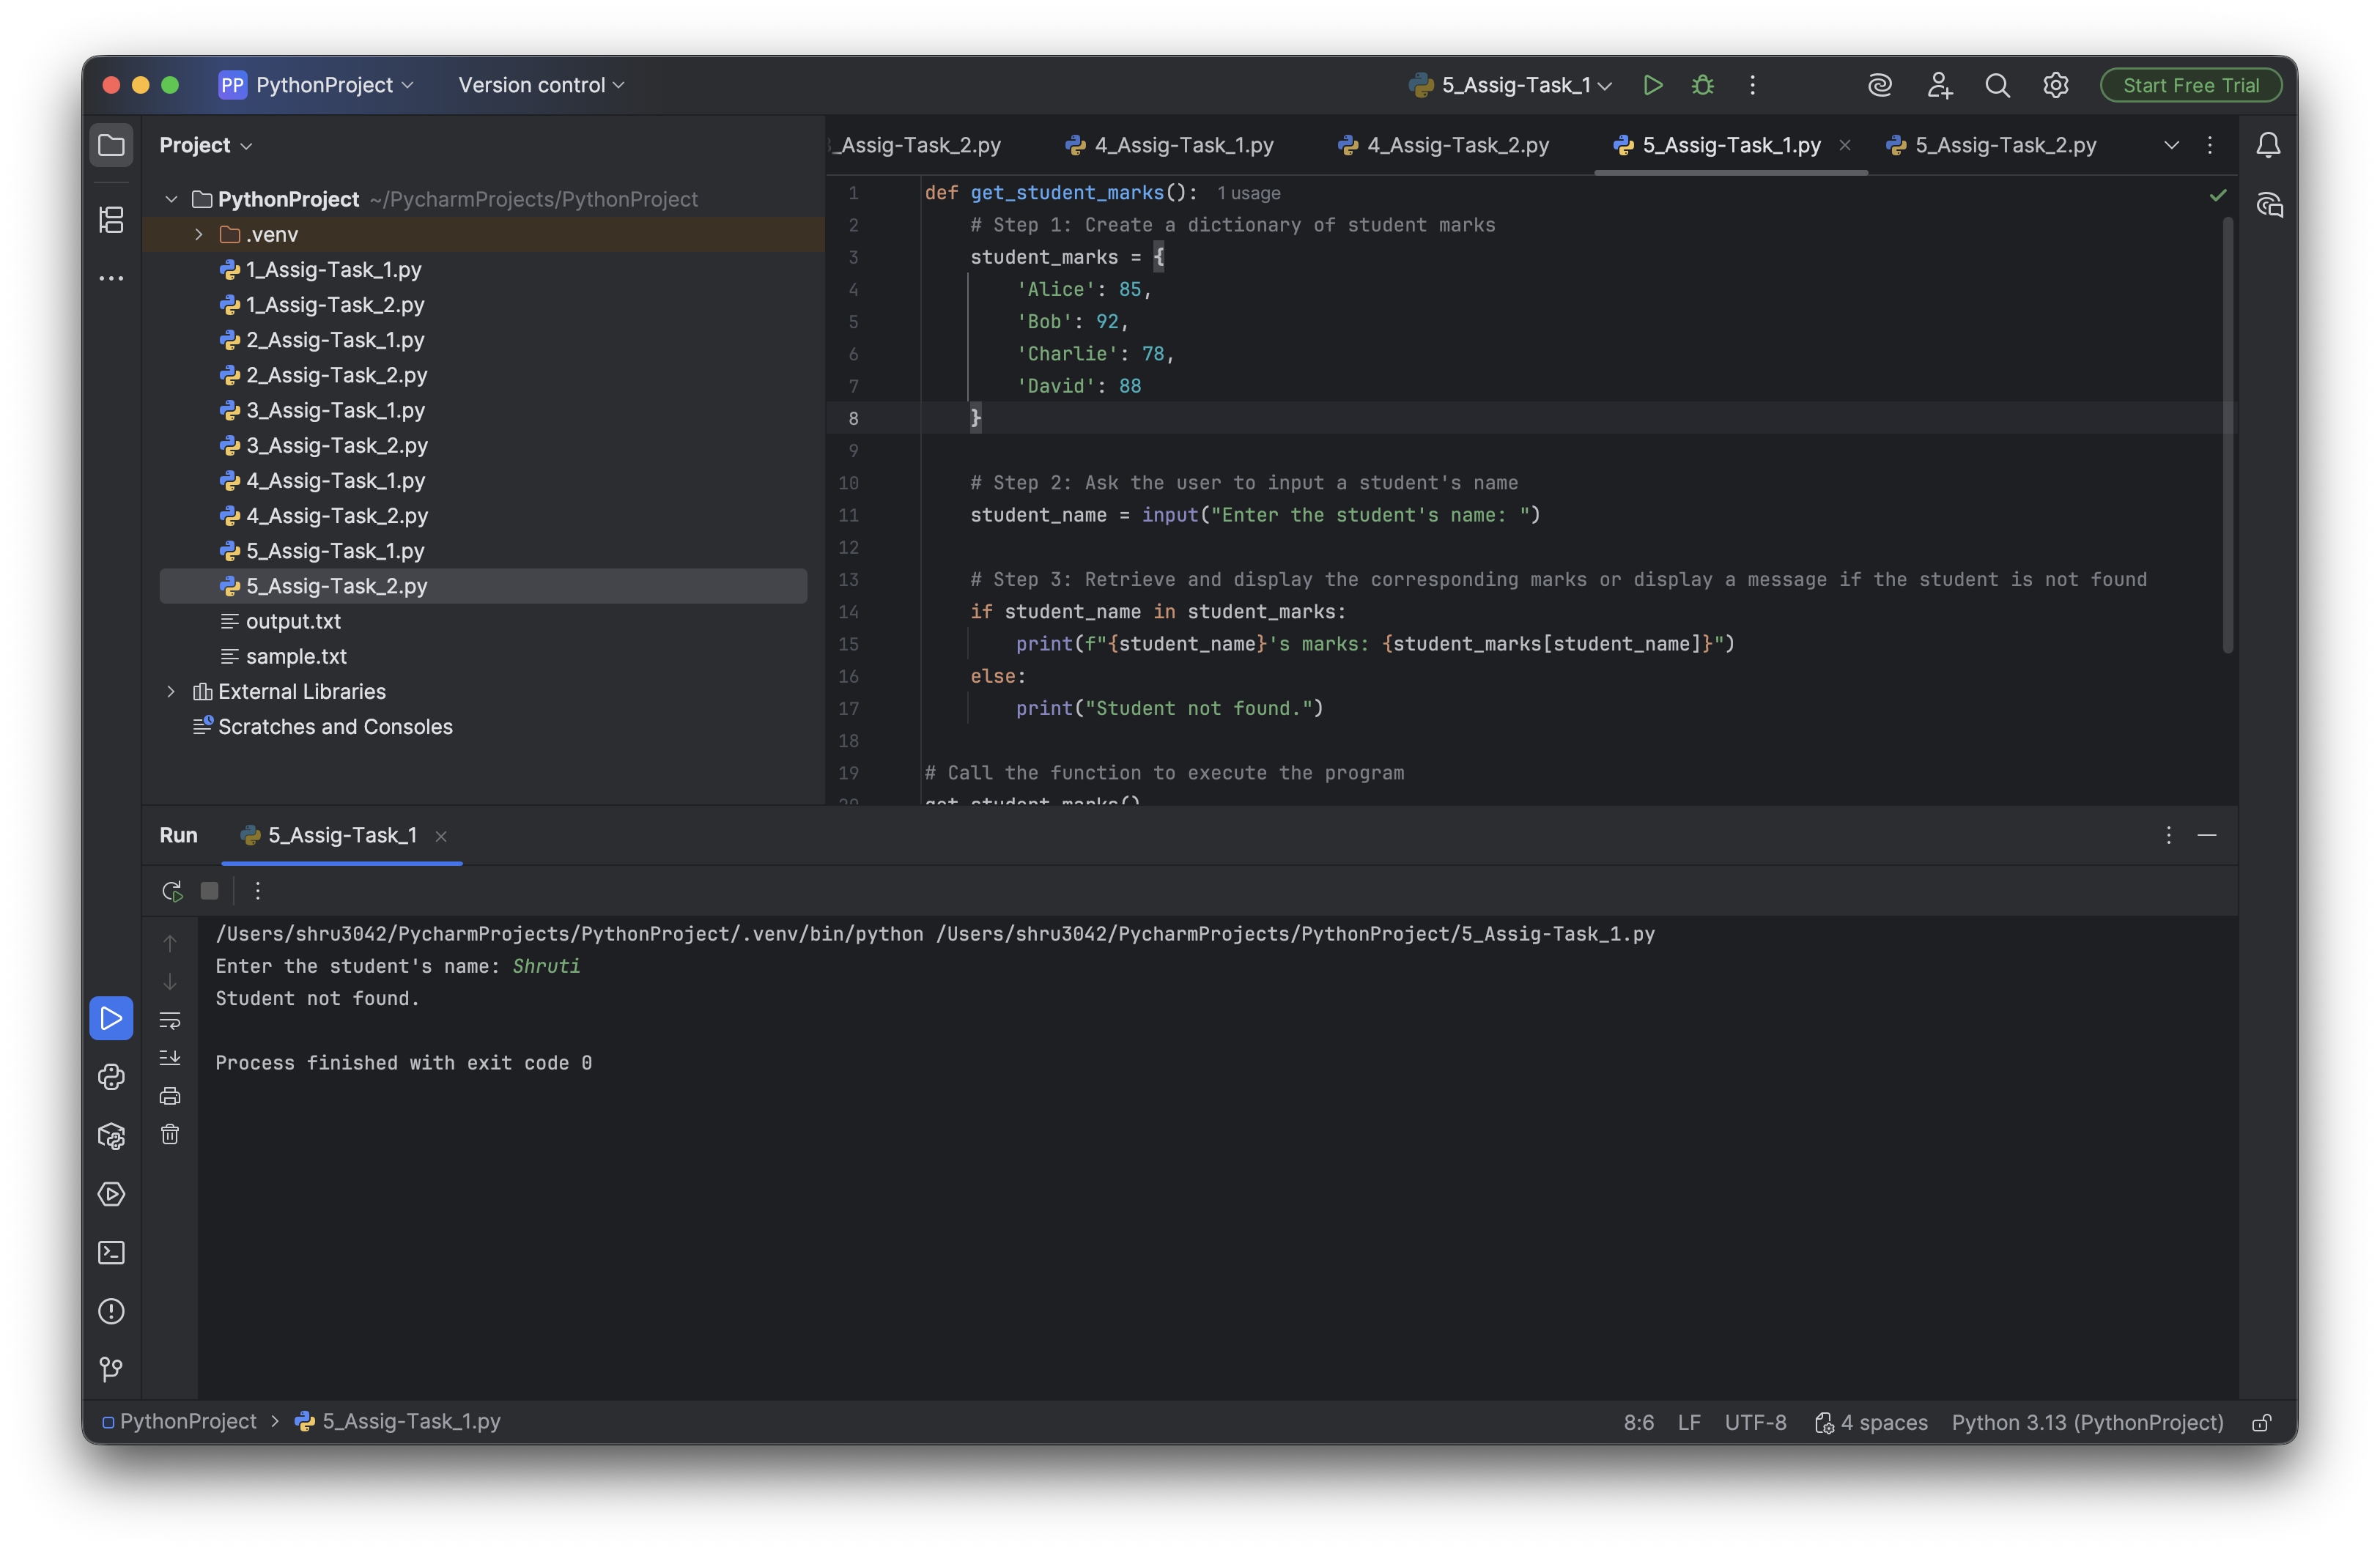 PP PythonProject Version control 5_Assig-Task_1 Start Free Trial
Project
_Assig-Task_2.py 4_Assig-Task_1.py 4_Assig-Task_2.py 5_Assig-Task_1.py 5_Assig-Task_2.py
PythonProject ~/PycharmProjects/PythonProject
.venv
1_Assig-Task_1.py
1_Assig-Task_2.py
2_Assig-Task_1.py
2_Assig-Task_2.py
3_Assig-Task_1.py
3_Assig-Task_2.py
4_Assig-Task_1.py
4_Assig-Task_2.py
5_Assig-Task_1.py
5_Assig-Task_2.py
output.txt
sample.txt
External Libraries
Scratches and Consoles
1 def get_student_marks(): 1 usage
2 # Step 1: Create a dictionary of student marks
3 student_marks = {
4 'Alice': 85,
5 'Bob': 92,
6 'Charlie': 78,
7 'David': 88
8 }
9
10 # Step 2: Ask the user to input a student's name
11 student_name = input("Enter the student's name: ")
12
13 # Step 3: Retrieve and display the corresponding marks or display a message if the student is not found
14 if student_name in student_marks:
15 print(f"{student_name}'s marks: {student_marks[student_name]}")
16 else:
17 print("Student not found.")
18
19 # Call the function to execute the program
20 get_student_marks()
Run 5_Assig-Task_1
/Users/shru3042/PycharmProjects/PythonProject/.venv/bin/python /Users/shru3042/PycharmProjects/PythonProject/5_Assig-Task_1.py
Enter the student's name: Shruti
Student not found.
Process finished with exit code 0
PythonProject > 5_Assig-Task_1.py 8:6 LF UTF-8 4 spaces Python 3.13 (PythonProject)